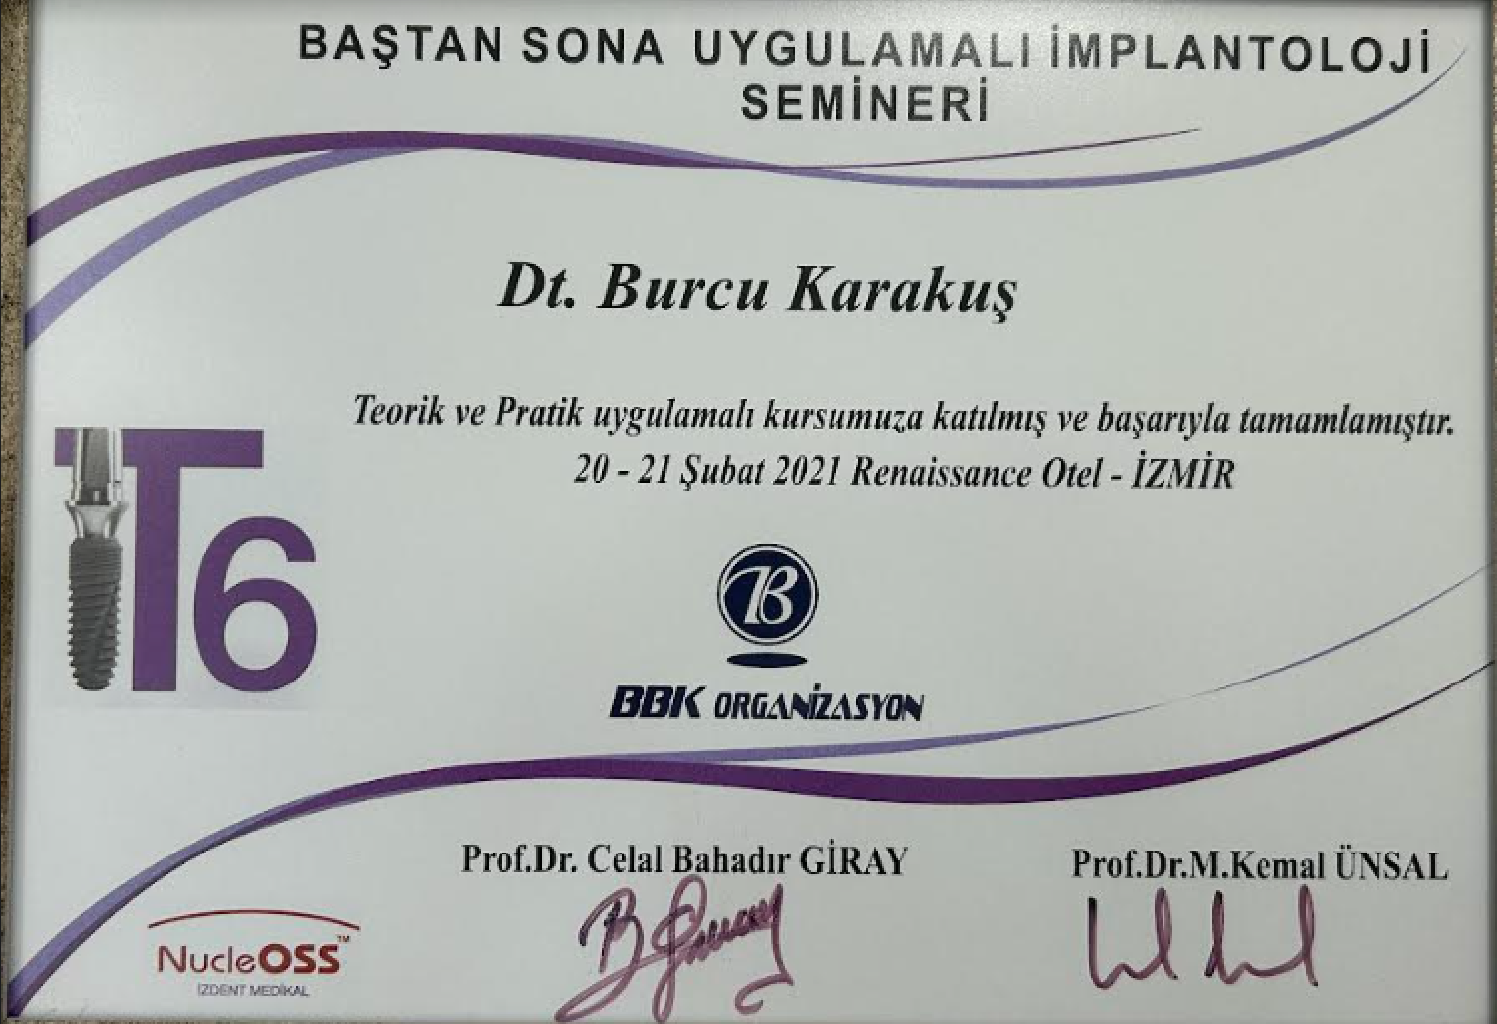 BAŞTAN SONA UYGULAMALI İMPLANTOLOJİ
SEMİNERİ
Dt. Burcu Karakuş
Teorik ve Pratik uygulamalı kursumuza katılmış ve başarıyla tamamlamıştır.
20 - 21 Şubat 2021 Renaissance Otel - İZMİR
T6
B
BBK ORGANİZASYON
Prof.Dr. Celal Bahadır GİRAY
Prof.Dr.M.Kemal ÜNSAL
NucleOSS™
İZDENT MEDİKAL